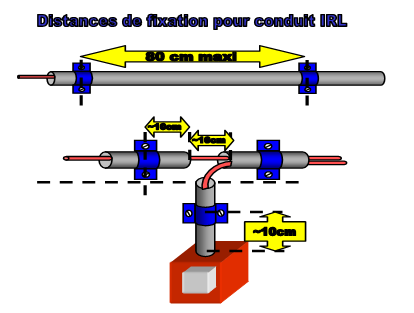 Distances de fixation pour conduit IRL
80 cm maxi
~10cm
~10cm
~10cm